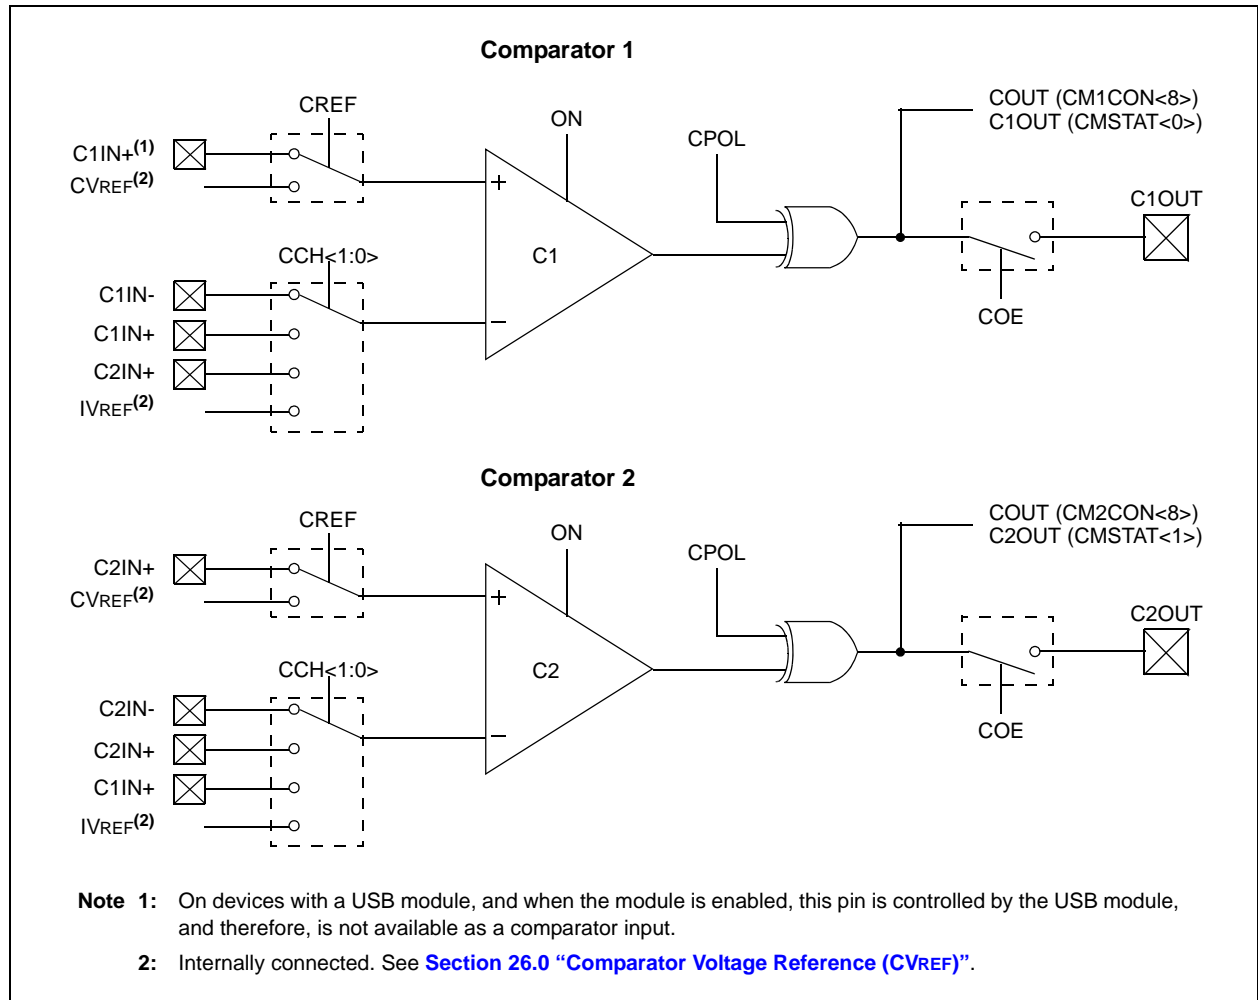 Comparator 1
CREF
C1IN+(1)
CVREF(2)
CCH<1:0>
C1IN-
C1IN+
C2IN+
IVREF(2)
ON
+
C1
–
CPOL
COUT (CM1CON<8>)
C1OUT (CMSTAT<0>)
C1OUT
COE
Comparator 2
CREF
C2IN+
CVREF(2)
CCH<1:0>
C2IN-
C2IN+
C1IN+
IVREF(2)
ON
+
C2
–
CPOL
COUT (CM2CON<8>)
C2OUT (CMSTAT<1>)
C2OUT
COE
Note 1: On devices with a USB module, and when the module is enabled, this pin is controlled by the USB module,
and therefore, is not available as a comparator input.
2: Internally connected. See Section 26.0 “Comparator Voltage Reference (CVREF)”.